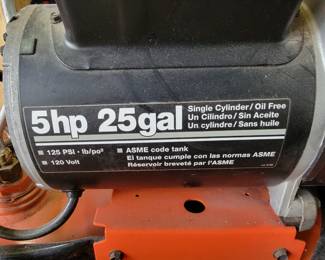 5hp 25gal
Single Cylinder/Oil Free
Un Cilindro/Sin Aceite
Un cylindre/Sans huile
■ 125 PSI • lb/po²
■ 120 Volt
■ ASME code tank
El tanque cumple con las normas ASME
Réservoir breveté par l'ASME